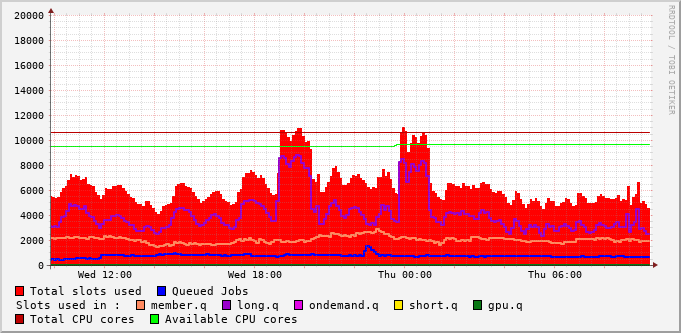 20000
18000
16000
14000
12000
10000
8000
6000
4000
2000
0
Wed 12:00 Wed 18:00 Thu 00:00 Thu 06:00
RRDTOOL / TOBI OETIKER
Total slots used Queued Jobs
Slots used in : member.q long.q ondemand.q short.q gpu.q
Total CPU cores Available CPU cores